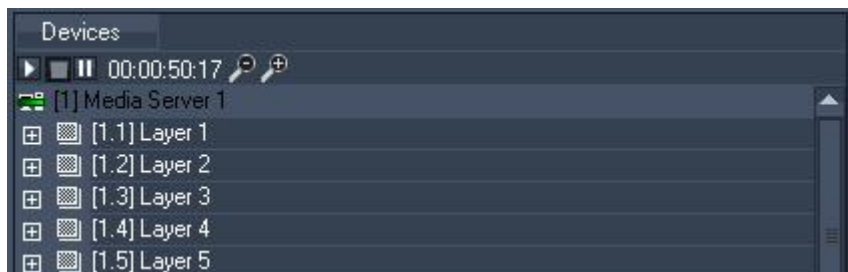 Devices
00:00:50:17
[1] Media Server 1
[1.1] Layer 1
[1.2] Layer 2
[1.3] Layer 3
[1.4] Layer 4
[1.5] Layer 5